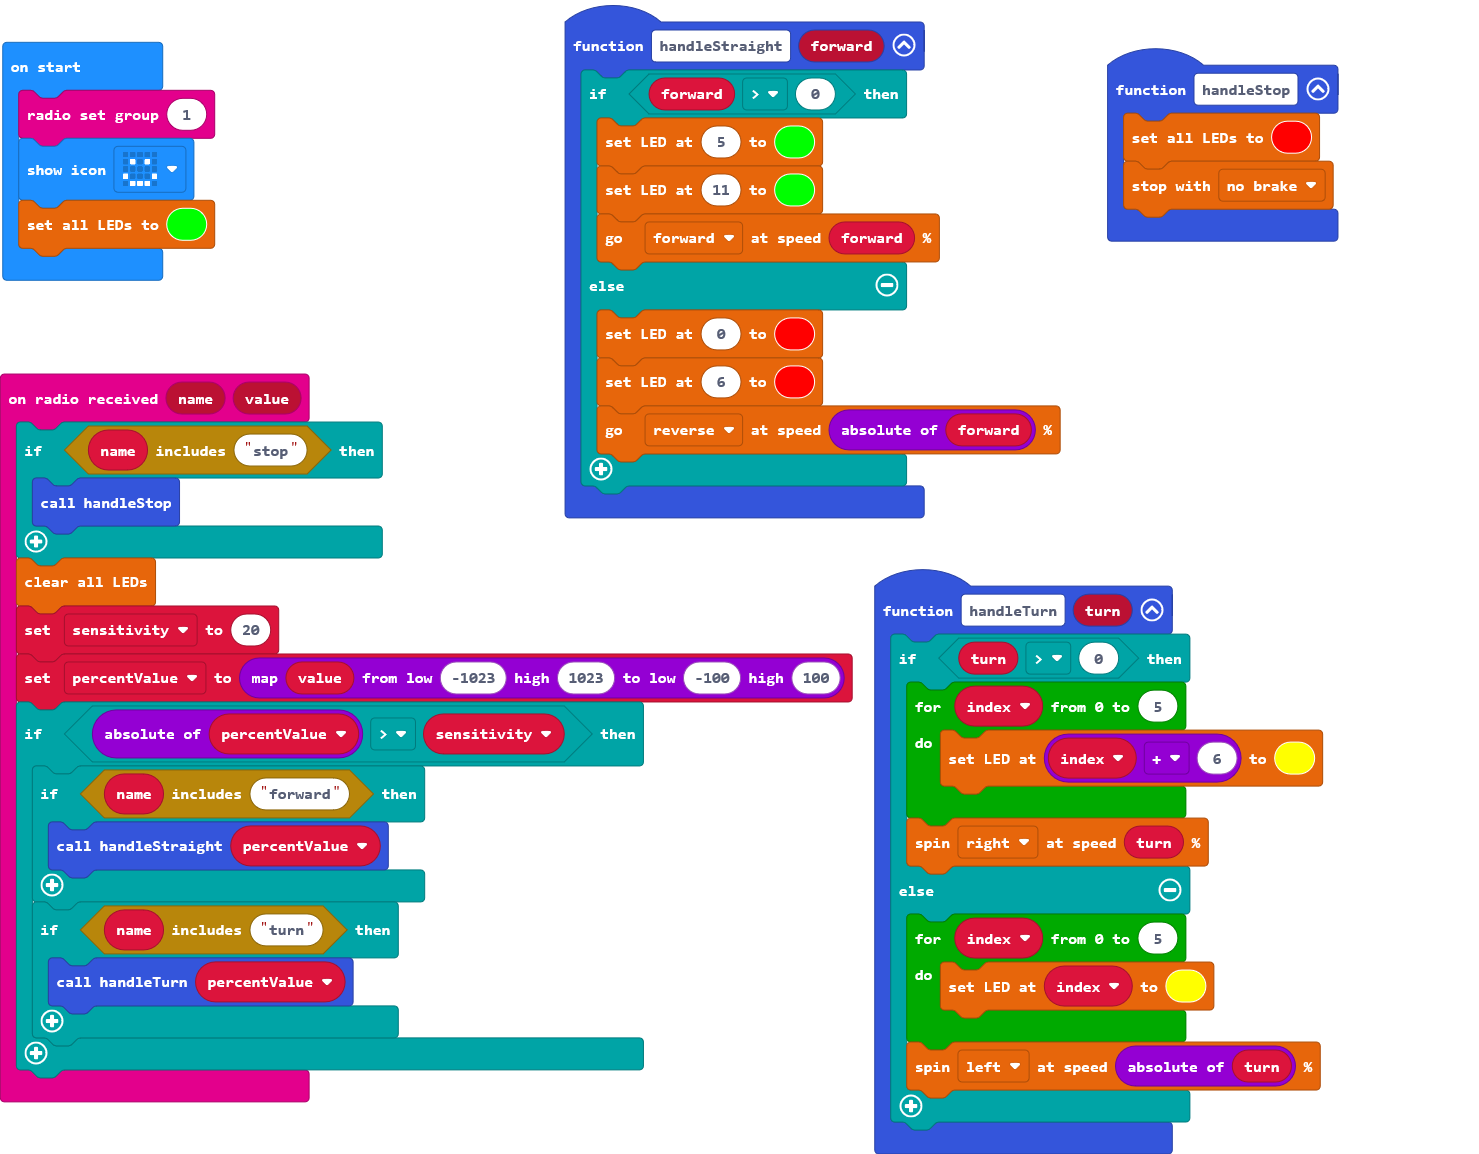 on start
radio set group 1
show icon
set all LEDs to
on radio received name value
if name includes "stop" then
call handleStop
clear all LEDs
set sensitivity to 20
set percentValue to map value from low -1023 high 1023 to low -100 high 100
if absolute of percentValue > sensitivity then
if name includes "forward" then
call handleStraight percentValue
if name includes "turn" then
call handleTurn percentValue
function handleStraight forward
if forward > 0 then
set LED at 5 to
set LED at 11 to
go forward at speed forward %
else
set LED at 0 to
set LED at 6 to
go reverse at speed absolute of forward %
function handleStop
set all LEDs to
stop with no brake
function handleTurn turn
if turn > 0 then
for index from 0 to 5
do
set LED at index + 6 to
spin right at speed turn %
else
for index from 0 to 5
do
set LED at index to
spin left at speed absolute of turn %